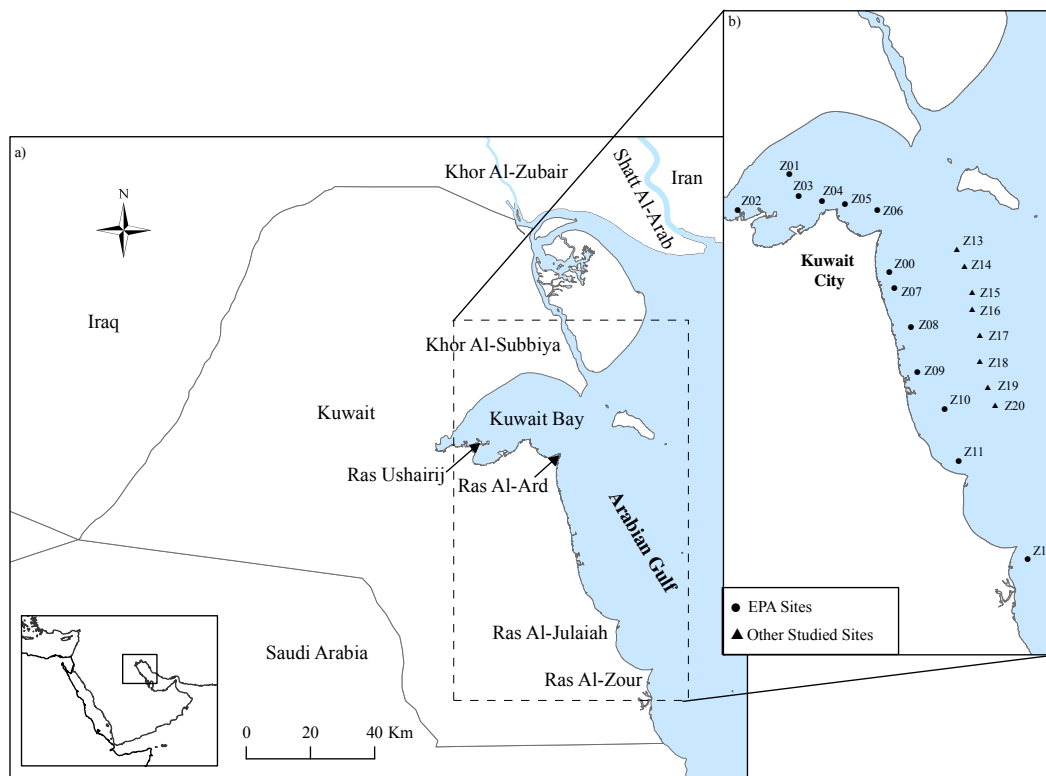 a)
N
Khor Al-Zubair
Shatt Al-Arab
Iran
Iraq
Khor Al-Subbiya
Kuwait
Kuwait Bay
Ras Ushairij
Ras Al-Ard
Arabian Gulf
Ras Al-Julaiah
Saudi Arabia
Ras Al-Zour
0 20 40 Km
b)
Z01
Z02
Z03
Z04
Z05
Z06
Z13
Z14
Kuwait
City
Z00
Z07
Z15
Z16
Z08
Z17
Z18
Z09
Z19
Z10
Z20
Z11
Z1
EPA Sites
Other Studied Sites